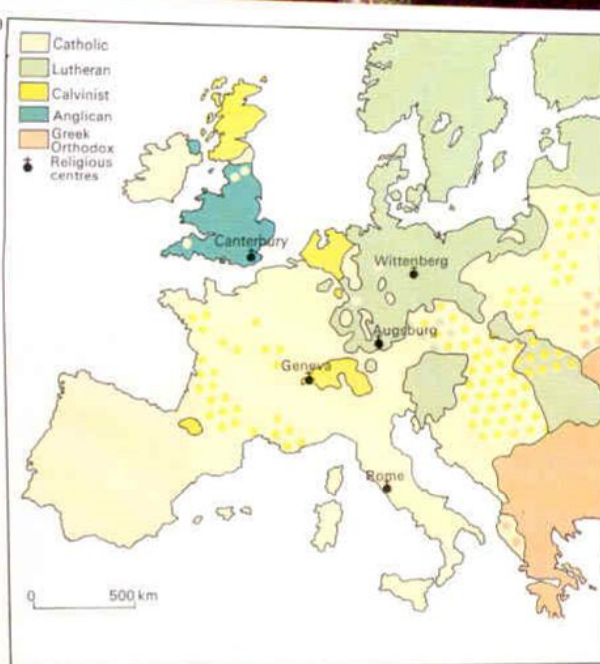 Catholic
Lutheran
Calvinist
Anglican
Greek
Orthodox
Religious
centres
Canterbury
Wittenberg
Augsburg
Geneva
Rome
0 500 km